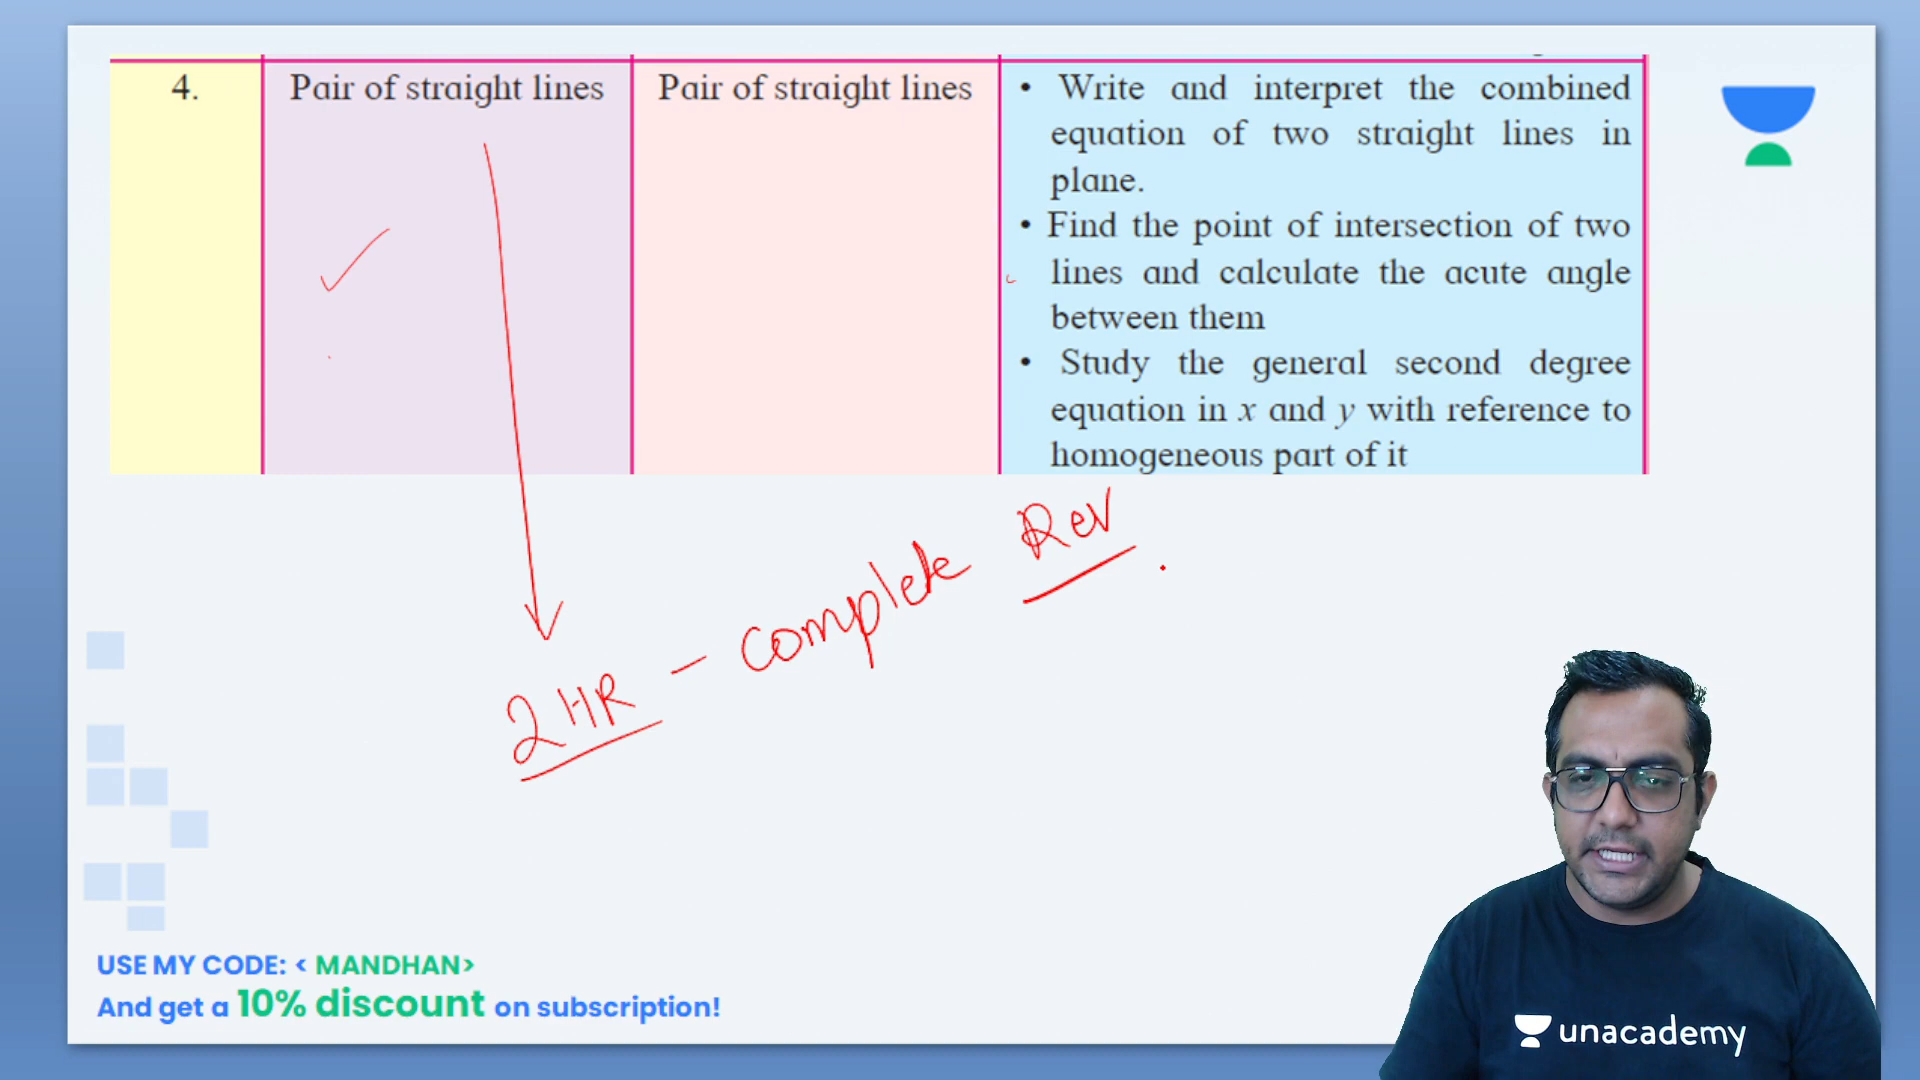 4.
Pair of straight lines
Pair of straight lines
• Write and interpret the combined
equation of two straight lines in
plane.
• Find the point of intersection of two
lines and calculate the acute angle
between them
• Study the general second degree
equation in x and y with reference to
homogeneous part of it
2 HR - complete Rev.
USE MY CODE: < MANDHAN>
And get a 10% discount on subscription!
unacademy